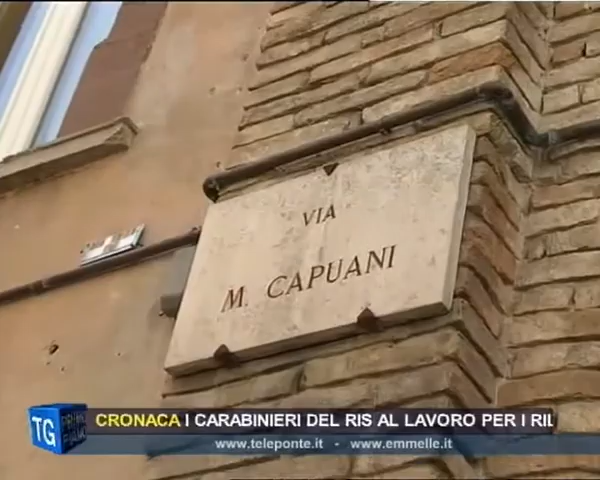 VIA
M. CAPUANI
TG
CRONACA I CARABINIERI DEL RIS AL LAVORO PER I RIL
www.teleponte.it - www.emmelle.it